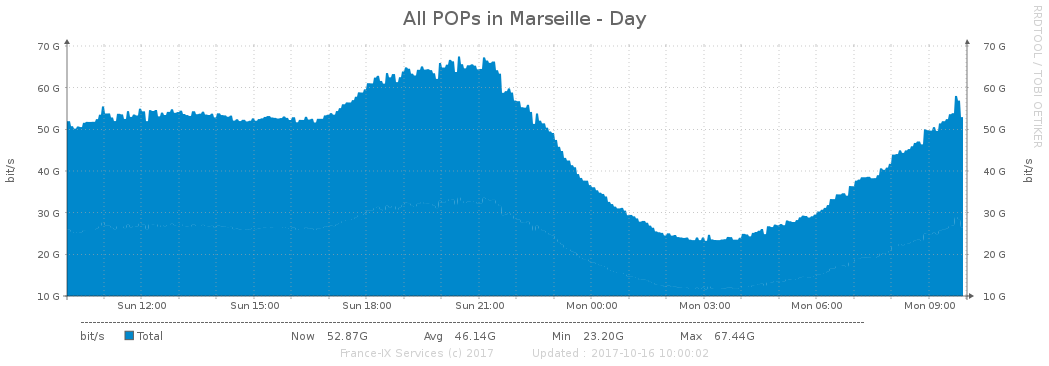 All POPs in Marseille - Day
RRDTOOL / TOBI OETIKER
70 G 70 G
60 G 60 G
50 G 50 G
40 G 40 G
30 G 30 G
20 G 20 G
10 G 10 G
bit/s
bit/s
Sun 12:00 Sun 15:00 Sun 18:00 Sun 21:00 Mon 00:00 Mon 03:00 Mon 06:00 Mon 09:00
bit/s Total Now 52.87G Avg 46.14G Min 23.20G Max 67.44G
France-IX Services (c) 2017 Updated : 2017-10-16 10:00:02